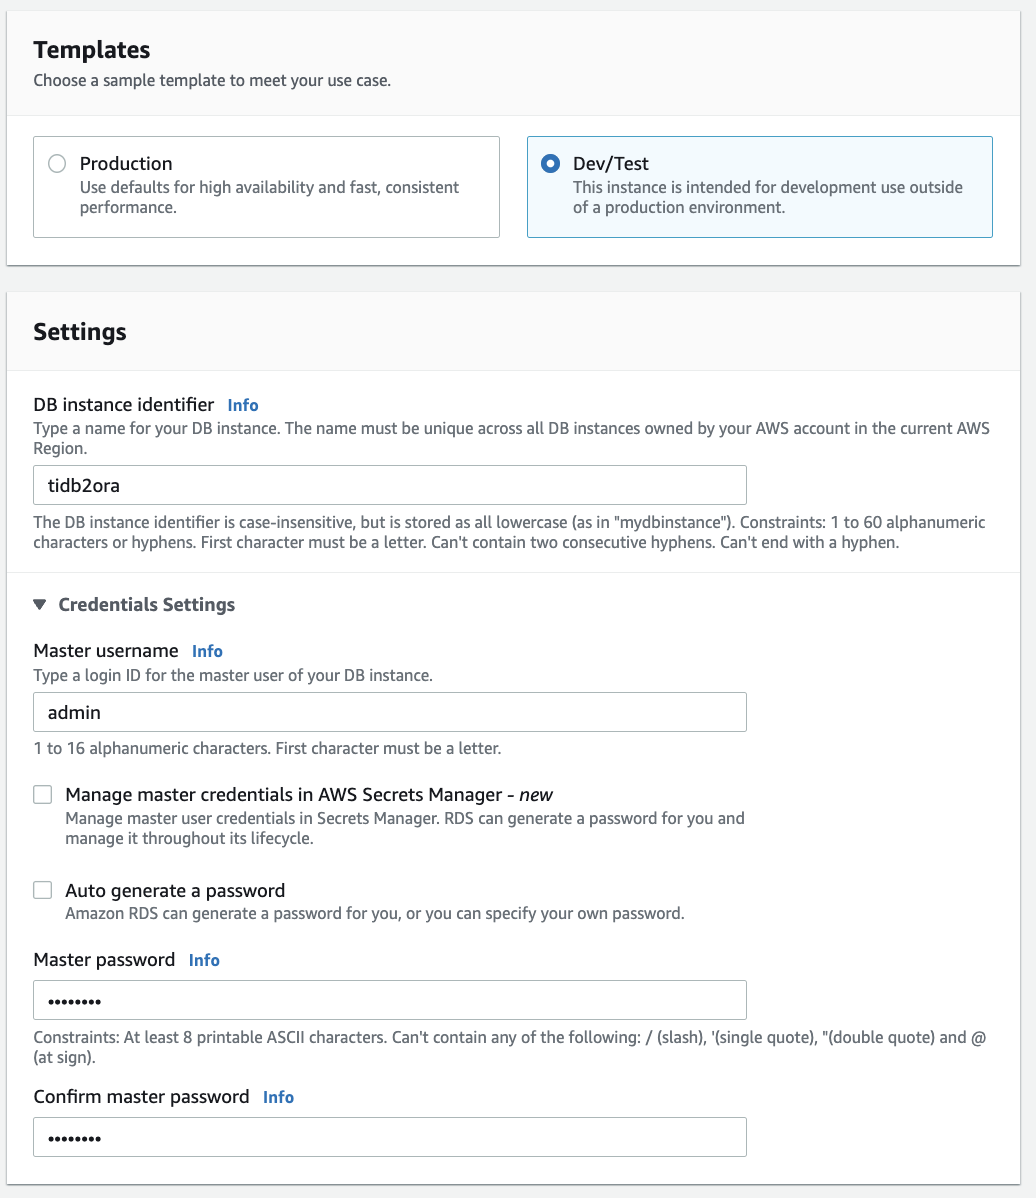 Templates
Choose a sample template to meet your use case.
Production
Use defaults for high availability and fast, consistent
performance.
Dev/Test
This instance is intended for development use outside
of a production environment.
Settings
DB instance identifier Info
Type a name for your DB instance. The name must be unique across all DB instances owned by your AWS account in the current AWS
Region.
tidb2ora
The DB instance identifier is case-insensitive, but is stored as all lowercase (as in "mydbinstance"). Constraints: 1 to 60 alphanumeric
characters or hyphens. First character must be a letter. Can't contain two consecutive hyphens. Can't end with a hyphen.
Credentials Settings
Master username Info
Type a login ID for the master user of your DB instance.
admin
1 to 16 alphanumeric characters. First character must be a letter.
Manage master credentials in AWS Secrets Manager - new
Manage master user credentials in Secrets Manager. RDS can generate a password for you and
manage it throughout its lifecycle.
Auto generate a password
Amazon RDS can generate a password for you, or you can specify your own password.
Master password Info
••••••••
Constraints: At least 8 printable ASCII characters. Can't contain any of the following: / (slash), '(single quote), "(double quote) and @
(at sign).
Confirm master password Info
••••••••